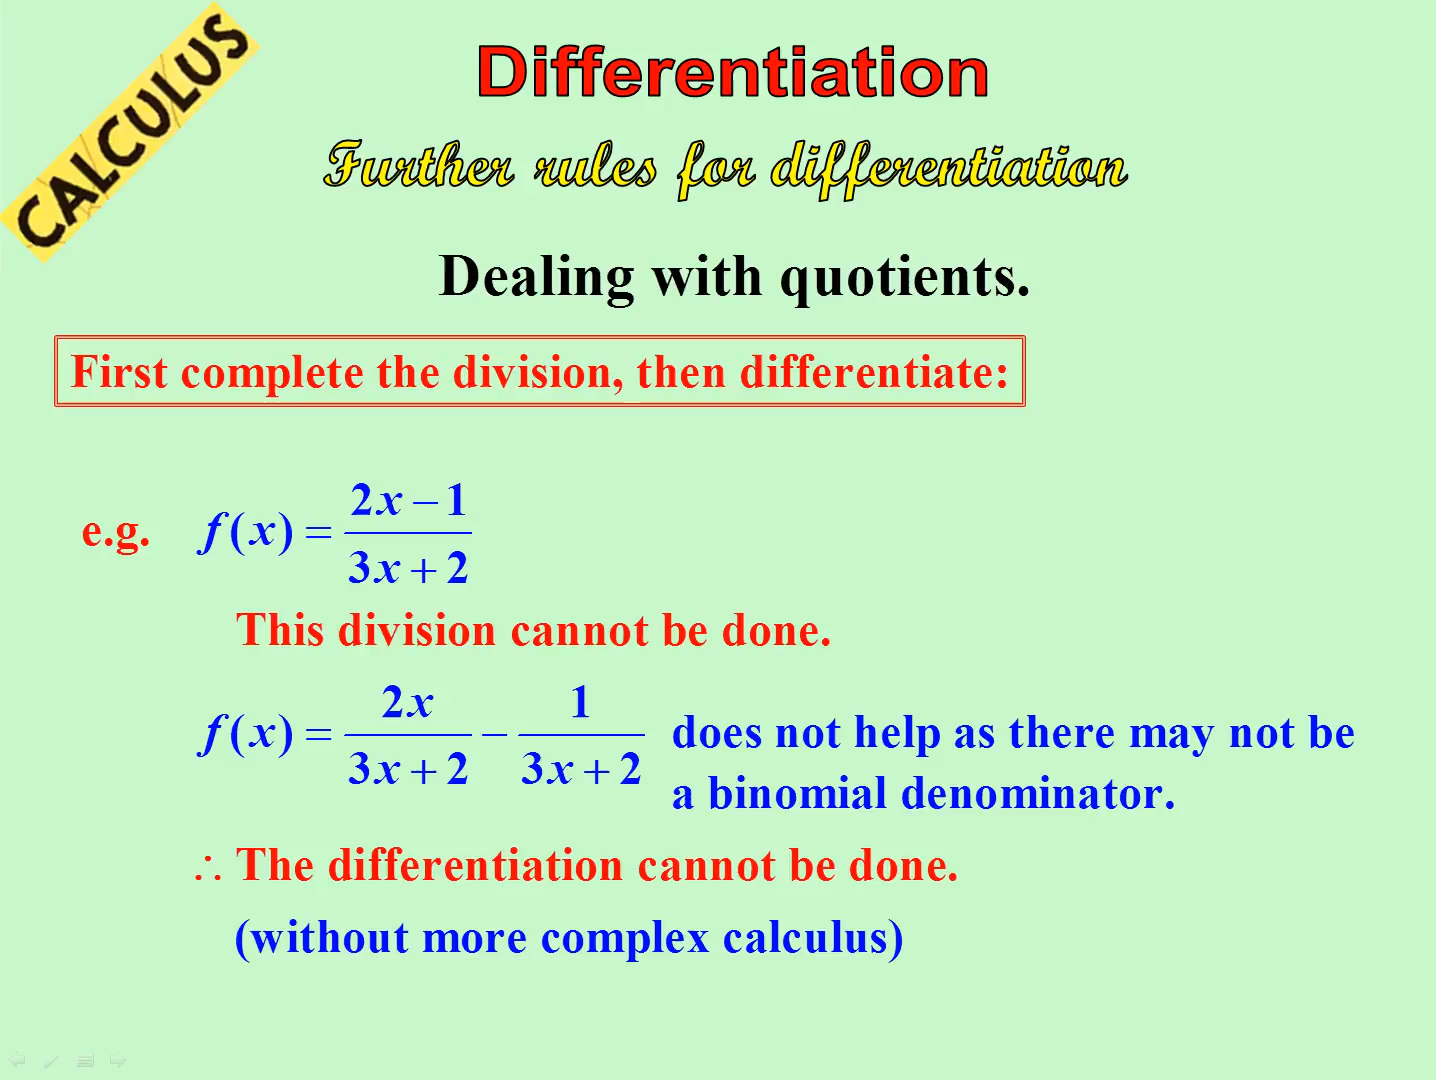 CALCULUS
Differentiation
Further rules for differentiation
Dealing with quotients.
First complete the division, then differentiate:
e.g. f(x) = (2x − 1)/(3x + 2)
This division cannot be done.
f(x) = 2x/(3x + 2) − 1/(3x + 2) does not help as there may not be
a binomial denominator.
∴ The differentiation cannot be done.
(without more complex calculus)